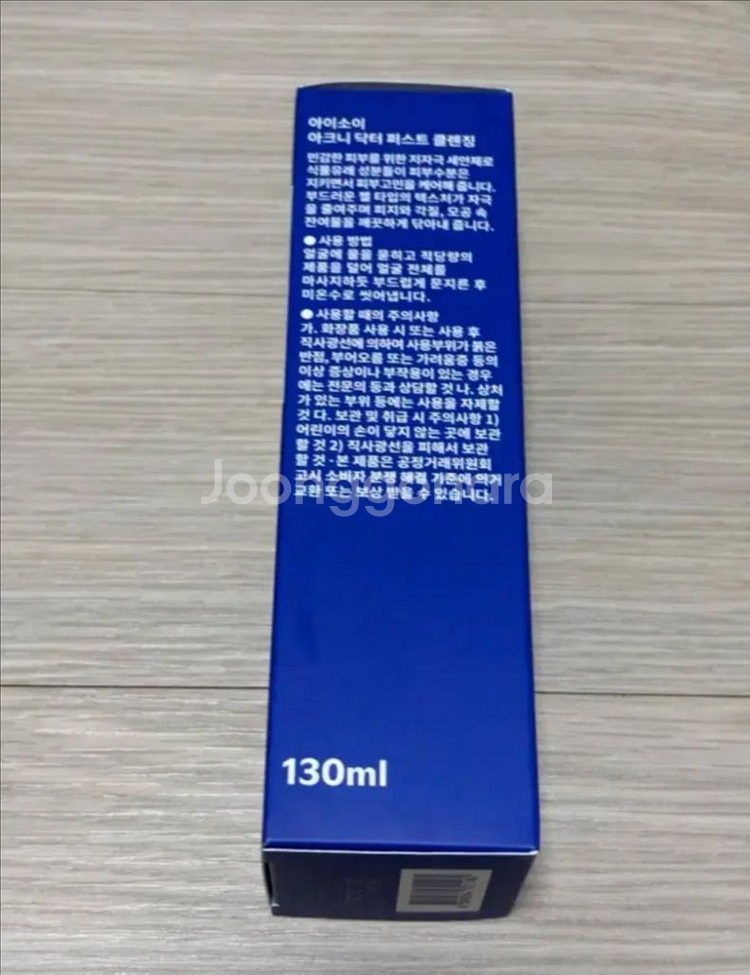 아이소이
아크니 닥터 퍼스트 클렌징
민감한 피부를 위한 저자극 세안제로
식물유래 성분들이 피부수분은
지키면서 피부고민을 케어해 줍니다.
부드러운 젤 타입의 텍스처가 자극
을 줄여주며 피지와 각질, 모공 속
잔여물을 깨끗하게 닦아내 줍니다.
● 사용 방법
얼굴에 물을 묻히고 적당량의
제품을 덜어 얼굴 전체를
마사지하듯 부드럽게 문지른 후
미온수로 씻어냅니다.
● 사용할 때의 주의사항
가. 화장품 사용 시 또는 사용 후
직사광선에 의하여 사용부위가 붉은
반점, 부어오름 또는 가려움증 등의
이상 증상이나 부작용이 있는 경우
에는 전문의 등과 상담할 것 나. 상처
가 있는 부위 등에는 사용을 자제할
것 다. 보관 및 취급 시 주의사항 1)
어린이의 손이 닿지 않는 곳에 보관
할 것 2) 직사광선을 피해서 보관
할 것 · 본 제품은 공정거래위원회
고시 소비자 분쟁 해결 기준에 의거
교환 또는 보상 받을 수 있습니다.
Joonggonara
130ml